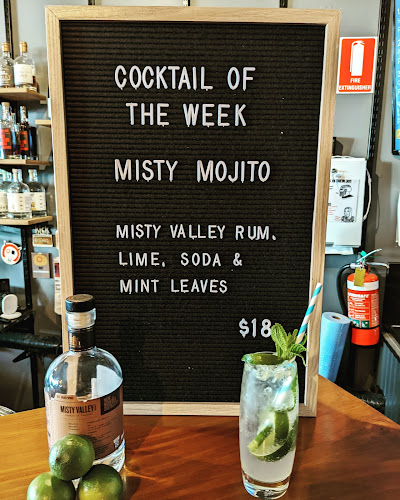 COCKTAIL OF
THE WEEK
MISTY MOJITO
MISTY VALLEY RUM,
LIME, SODA &
MINT LEAVES
$18
FIRE
EXTINGUISHER
MISTY VALLEY